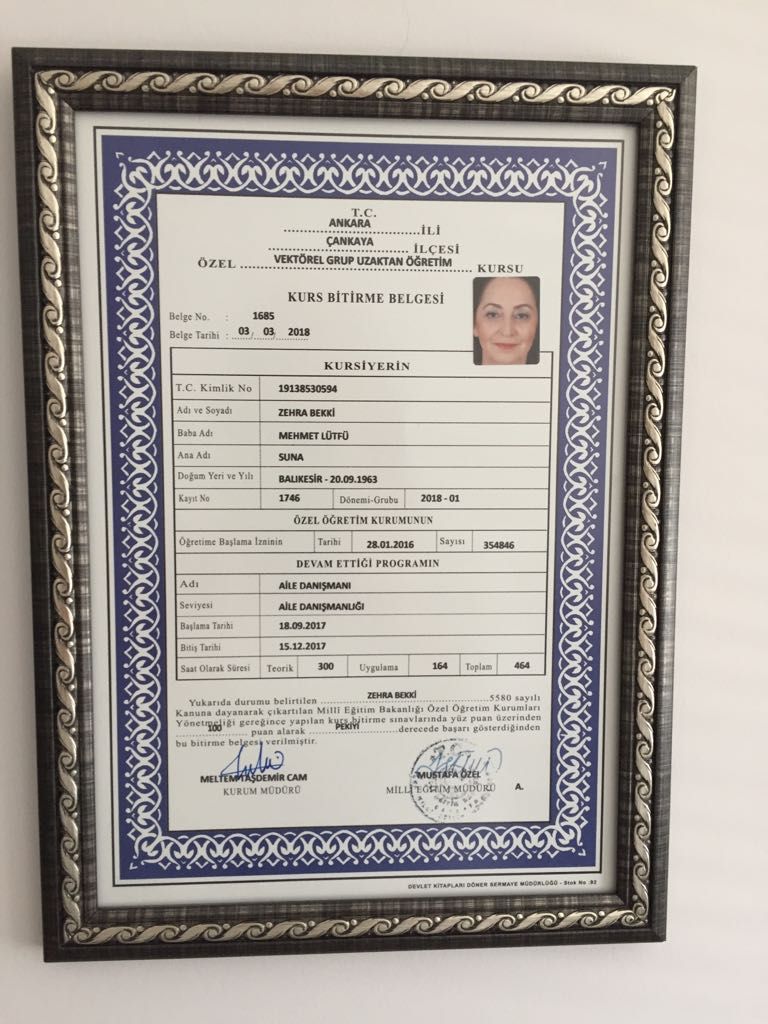 T.C.
ANKARA İLİ
ÇANKAYA İLÇESİ
ÖZEL VEKTÖREL GRUP UZAKTAN ÖĞRETİM KURSU
KURS BİTİRME BELGESİ
Belge No. : 1685
Belge Tarihi : 03 / 03 / 2018
KURSİYERİN
T.C. Kimlik No 19138530594
Adı ve Soyadı ZEHRA BEKKİ
Baba Adı MEHMET LÜTFÜ
Ana Adı SUNA
Doğum Yeri ve Yılı BALIKESİR - 20.09.1963
Kayıt No 1746 Dönemi-Grubu 2018 - 01
ÖZEL ÖĞRETİM KURUMUNUN
Öğretime Başlama İzninin Tarihi 28.01.2016 Sayısı 354846
DEVAM ETTİĞİ PROGRAMIN
Adı AİLE DANIŞMANI
Seviyesi AİLE DANIŞMANLIĞI
Başlama Tarihi 18.09.2017
Bitiş Tarihi 15.12.2017
Saat Olarak Süresi Teorik 300 Uygulama 164 Toplam 464
Yukarıda durumu belirtilen ZEHRA BEKKİ 5580 sayılı
Kanuna dayanarak çıkartılan Millî Eğitim Bakanlığı Özel Öğretim Kurumları
Yönetmeliği gereğince yapılan kurs bitirme sınavlarında yüz puan üzerinden
100 puan alarak PEKİYİ derecede başarı gösterdiğinden
bu bitirme belgesi verilmiştir.
MELTEM TAŞDEMİR CAM MUSTAFA ÖZEL
KURUM MÜDÜRÜ MİLLÎ EĞİTİM MÜDÜRÜ A.
DEVLET KİTAPLARI DÖNER SERMAYE MÜDÜRLÜĞÜ - Stok No :92